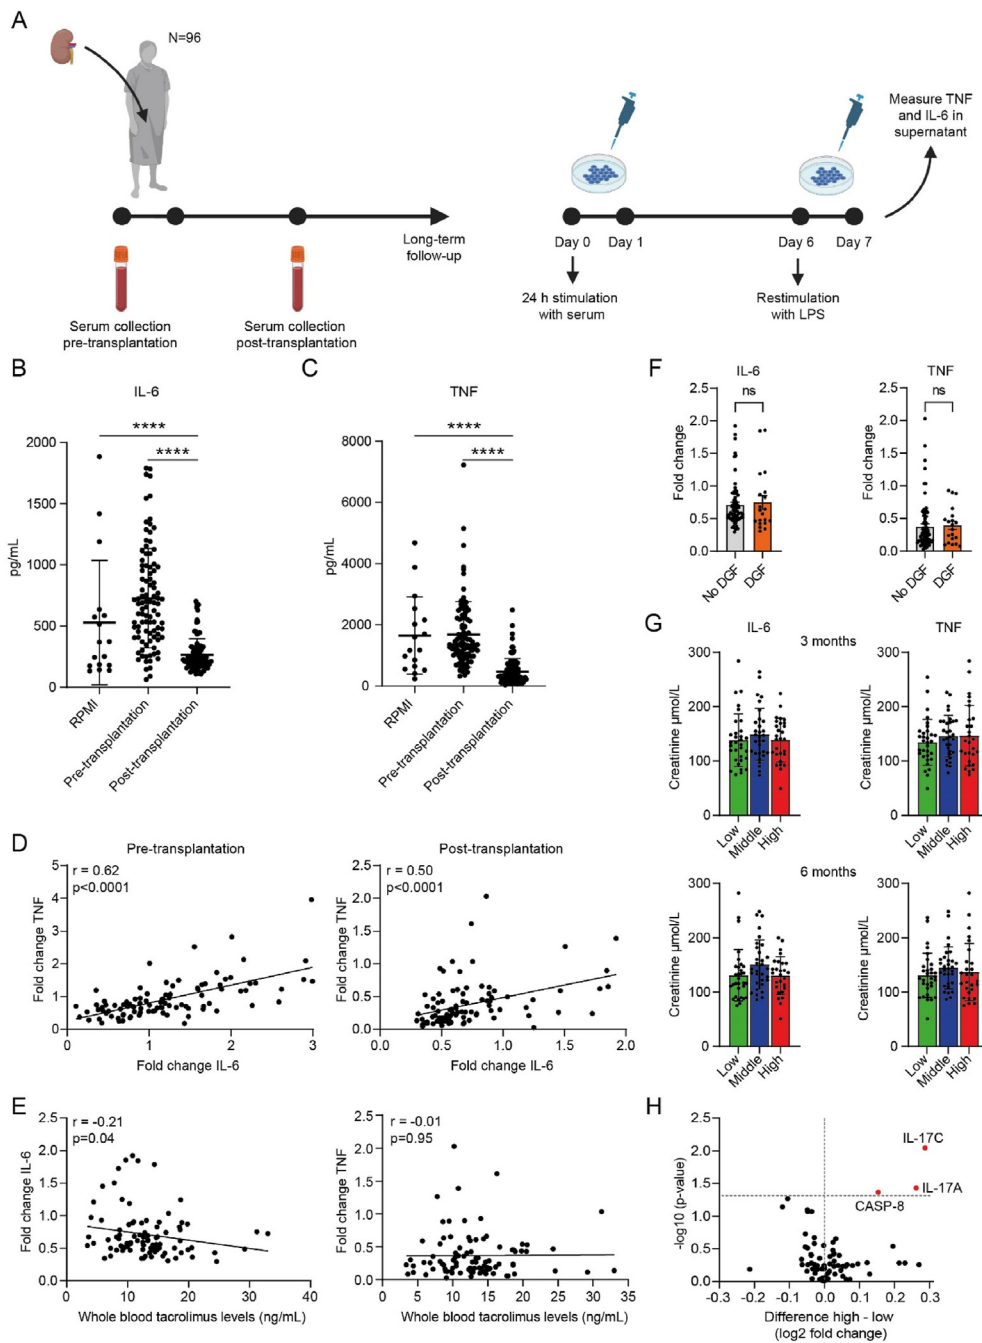 A
N=96
Serum collection
pre-transplantation
Serum collection
post-transplantation
Long-term
follow-up
Day 0
Day 1
Day 6
Day 7
24 h stimulation
with serum
Restimulation
with LPS
Measure TNF
and IL-6 in
supernatant
B
IL-6
****
****
2000
1500
1000
500
0
pg/mL
RPMI
Pre-transplantation
Post-transplantation
C
TNF
****
****
8000
6000
4000
2000
0
pg/mL
RPMI
Pre-transplantation
Post-transplantation
F
IL-6
ns
2.5
2.0
1.5
1.0
0.5
0.0
Fold change
No DGF
DGF
TNF
ns
2.5
2.0
1.5
1.0
0.5
0.0
Fold change
No DGF
DGF
G
IL-6
3 months
TNF
300
200
100
0
Creatinine µmol/L
Low
Middle
High
300
200
100
0
Creatinine µmol/L
Low
Middle
High
6 months
300
200
100
0
Creatinine µmol/L
Low
Middle
High
300
200
100
0
Creatinine µmol/L
Low
Middle
High
D
Pre-transplantation
r = 0.62
p<0.0001
5
4
3
2
1
0
Fold change TNF
0
1
2
3
Fold change IL-6
Post-transplantation
r = 0.50
p<0.0001
2.5
2.0
1.5
1.0
0.5
0.0
Fold change TNF
0.0
0.5
1.0
1.5
2.0
Fold change IL-6
E
r = -0.21
p=0.04
2.5
2.0
1.5
1.0
0.5
0.0
Fold change IL-6
0
10
20
30
40
Whole blood tacrolimus levels (ng/mL)
r = -0.01
p=0.95
2.5
2.0
1.5
1.0
0.5
0.0
Fold change TNF
0
5
10
15
20
25
30
35
Whole blood tacrolimus levels (ng/mL)
H
IL-17C
IL-17A
CASP-8
2.5
2.0
1.5
1.0
0.5
0.0
-log10 (p-value)
-0.3
-0.2
-0.1
0.0
0.1
0.2
0.3
Difference high - low
(log2 fold change)